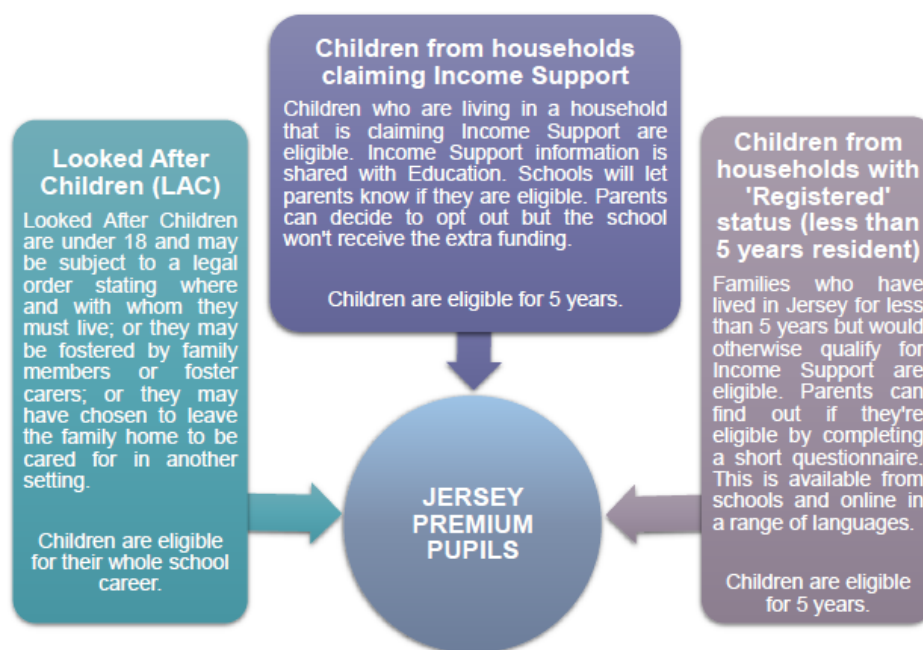 Looked After
Children (LAC)
Looked After Children
are under 18 and may
be subject to a legal
order stating where
and with whom they
must live; or they may
be fostered by family
members or foster
carers; or they may
have chosen to leave
the family home to be
cared for in another
setting.
Children are eligible
for their whole school
career.
Children from households
claiming Income Support
Children who are living in a household
that is claiming Income Support are
eligible. Income Support information is
shared with Education. Schools will let
parents know if they are eligible. Parents
can decide to opt out but the school
won't receive the extra funding.
Children are eligible for 5 years.
Children from
households with
'Registered'
status (less than
5 years resident)
Families who have
lived in Jersey for less
than 5 years but would
otherwise qualify for
Income Support are
eligible. Parents can
find out if they're
eligible by completing
a short questionnaire.
This is available from
schools and online in
a range of languages.
Children are eligible
for 5 years.
JERSEY
PREMIUM
PUPILS